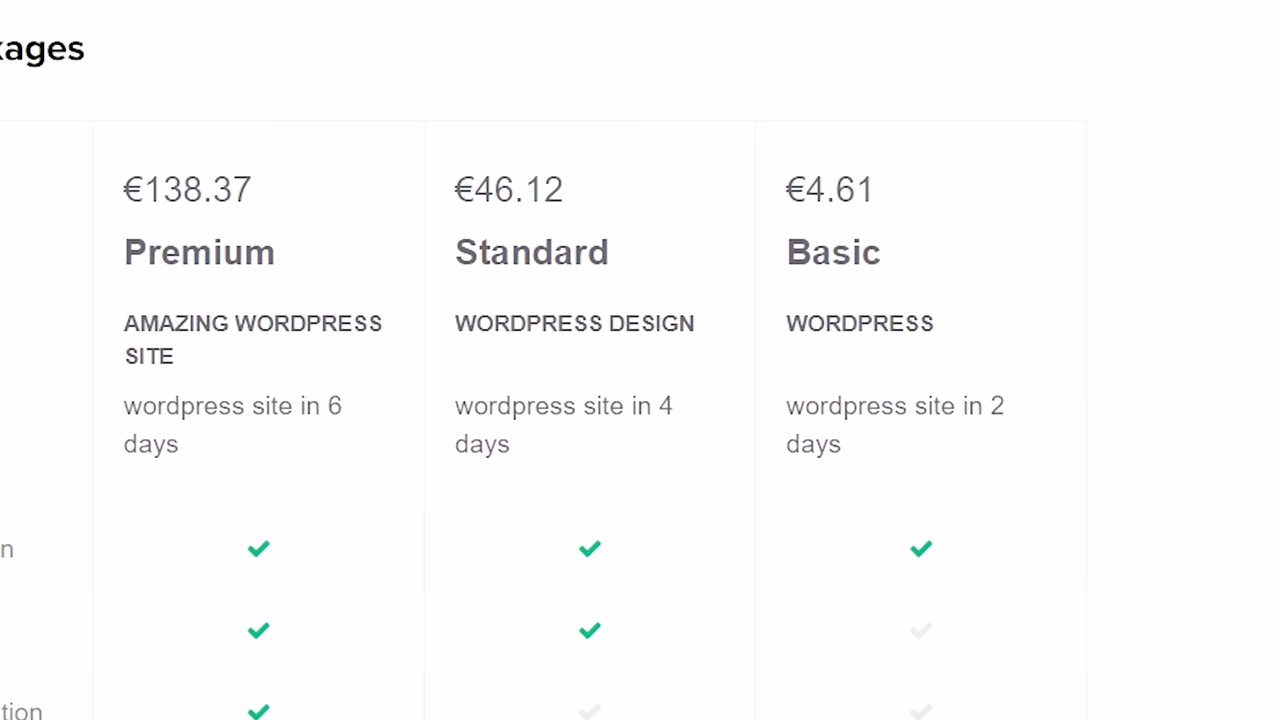 €138.37
€46.12
€4.61
Premium
Standard
Basic
AMAZING WORDPRESS
SITE
WORDPRESS DESIGN
WORDPRESS
wordpress site in 6
days
wordpress site in 4
days
wordpress site in 2
days